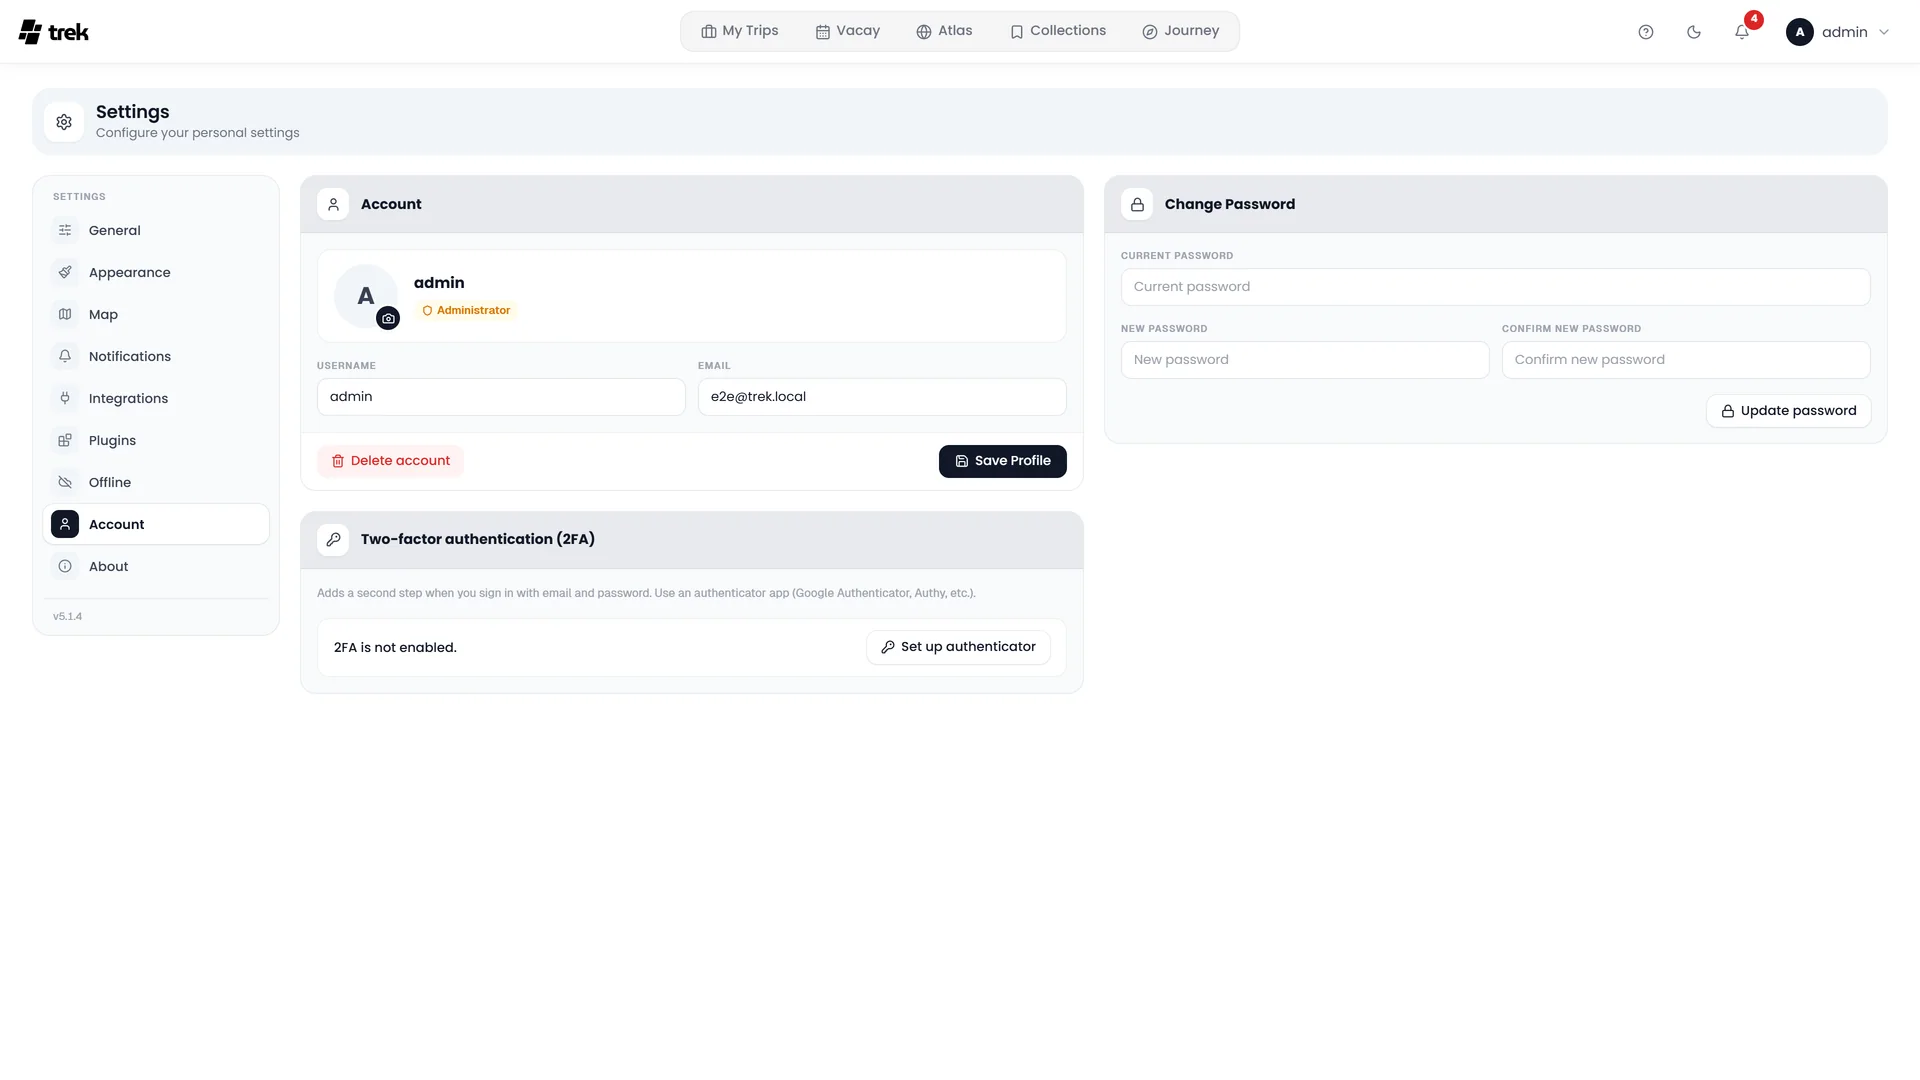 trek
My Trips
Vacay
Atlas
Collections
Journey
4
A
admin
Settings
Configure your personal settings
SETTINGS
General
Appearance
Map
Notifications
Integrations
Plugins
Offline
Account
About
v5.1.4
Account
A
admin
Administrator
USERNAME
EMAIL
admin
e2e@trek.local
Delete account
Save Profile
Two-factor authentication (2FA)
Adds a second step when you sign in with email and password. Use an authenticator app (Google Authenticator, Authy, etc.).
2FA is not enabled.
Set up authenticator
Change Password
CURRENT PASSWORD
Current password
NEW PASSWORD
CONFIRM NEW PASSWORD
New password
Confirm new password
Update password